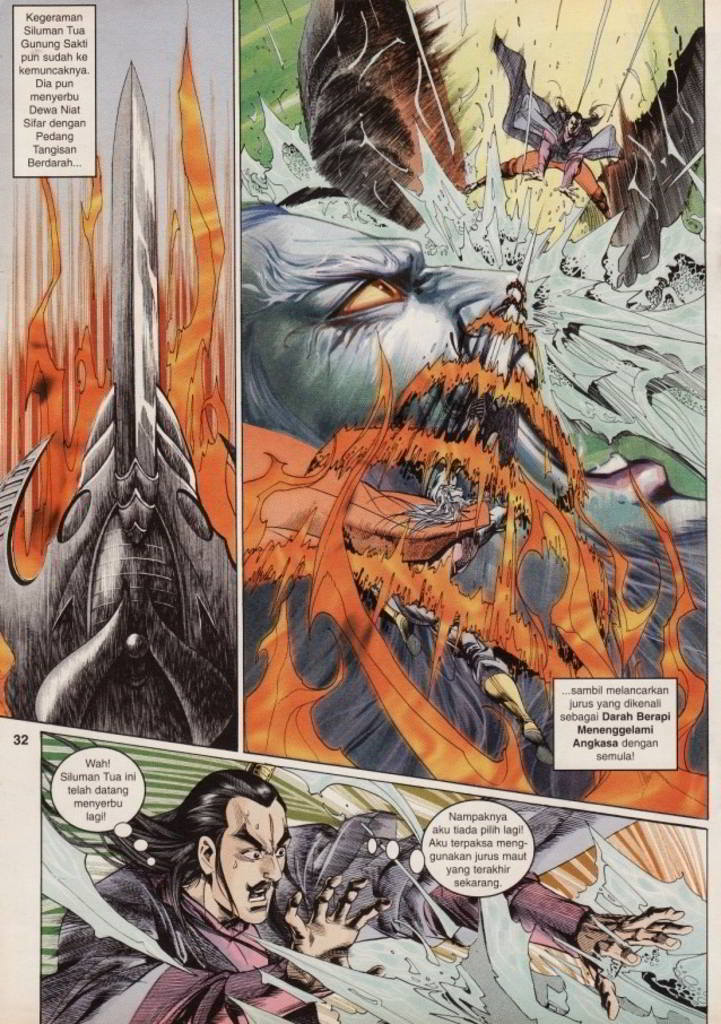 Kegeraman
Siluman Tua
Gunung Sakti
pun sudah ke
kemuncaknya.
Dia pun
menyerbu
Dewa Niat
Sifar dengan
Pedang
Tangisan
Berdarah...
...sambil melancarkan
jurus yang dikenali
sebagai Darah Berapi
Menenggelami
Angkasa dengan
semula!
32
Wah!
Siluman Tua ini
telah datang
menyerbu
lagi!
Nampaknya
aku tiada pilih lagi!
Aku terpaksa meng-
gunakan jurus maut
yang terakhir
sekarang.